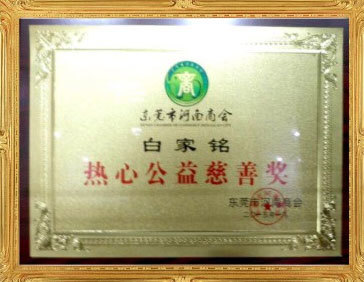 商
东莞市河南商会
白家铭
热心公益慈善奖
东莞市河南商会